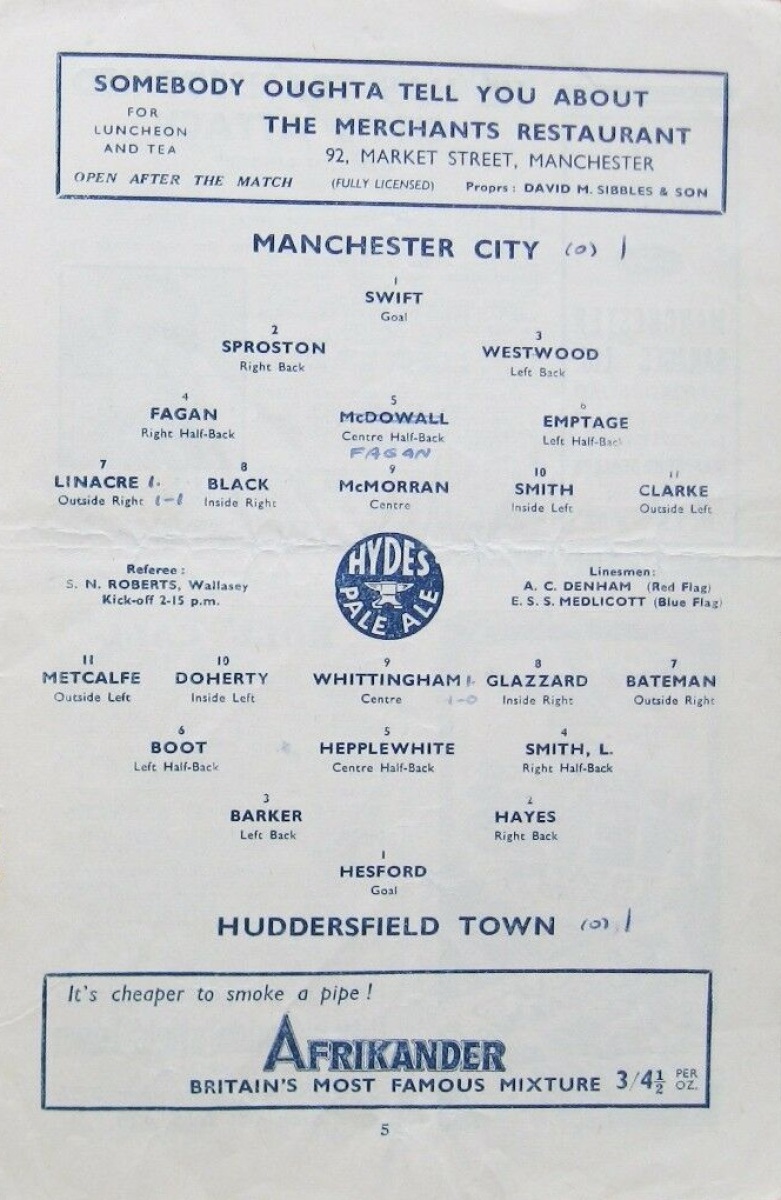 SOMEBODY OUGHTA TELL YOU ABOUT
FOR LUNCHEON AND TEA
THE MERCHANTS RESTAURANT
92, MARKET STREET, MANCHESTER
OPEN AFTER THE MATCH (FULLY LICENSED) Proprs: DAVID M. SIBBLES & SON
MANCHESTER CITY (0) 1
1
SWIFT
Goal
2 3
SPROSTON WESTWOOD
Right Back Left Back
4 5 6
FAGAN McDOWALL EMPTAGE
Right Half-Back Centre Half-Back Left Half-Back
FAGAN
7 8 9 10 11
LINACRE 1. BLACK McMORRAN SMITH CLARKE
Outside Right 1-1 Inside Right Centre Inside Left Outside Left
Referee:
S. N. ROBERTS, Wallasey
Kick-off 2-15 p.m.
HYDES
PALE ALE
Linesmen:
A. C. DENHAM (Red Flag)
E. S. S. MEDLICOTT (Blue Flag)
11 10 9 8 7
METCALFE DOHERTY WHITTINGHAM 1. GLAZZARD BATEMAN
Outside Left Inside Left Centre 1-0 Inside Right Outside Right
6 5 4
BOOT HEPPLEWHITE SMITH, L.
Left Half-Back Centre Half-Back Right Half-Back
3 2
BARKER HAYES
Left Back Right Back
1
HESFORD
Goal
HUDDERSFIELD TOWN (0) 1
It's cheaper to smoke a pipe!
AFRIKANDER
BRITAIN'S MOST FAMOUS MIXTURE 3/4½ PER OZ.
5